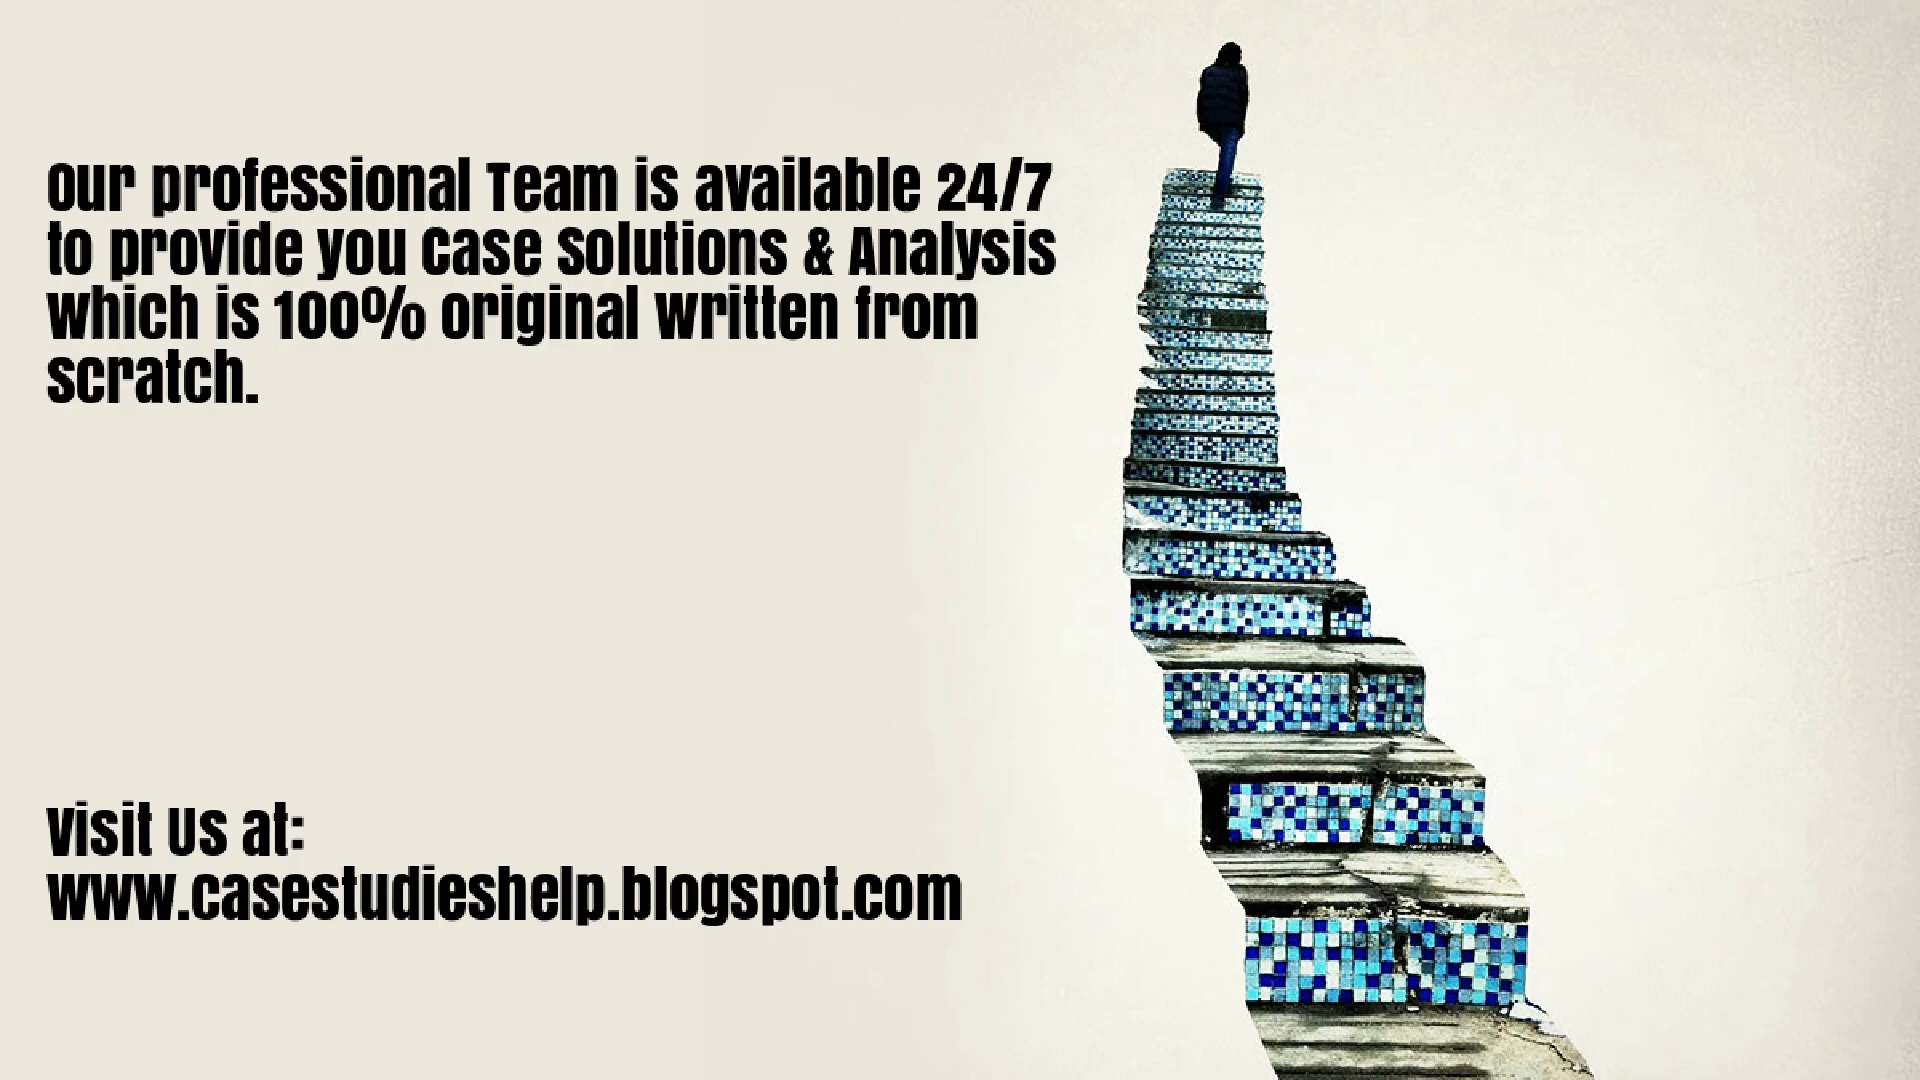 Our professional Team is available 24/7
to provide you Case Solutions & Analysis
which is 100% original written from
scratch.
Visit Us at:
www.casestudieshelp.blogspot.com